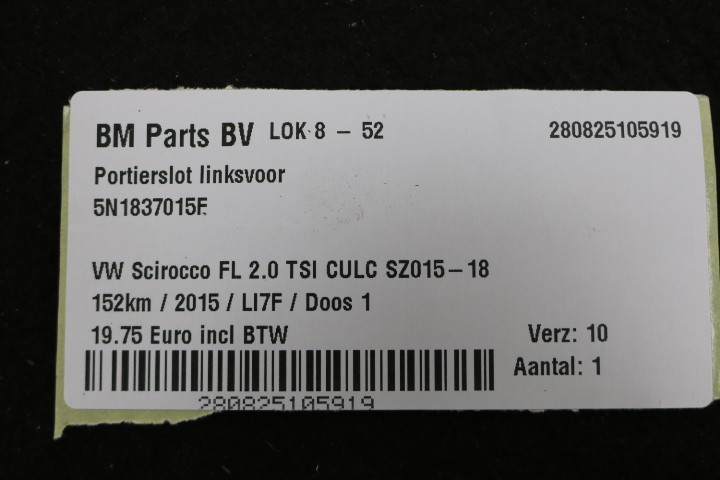 BM Parts BV LOK 8 - 52 280825105919
Portierslot linksvoor
5N1837015F
VW Scirocco FL 2.0 TSI CULC SZ015-18
152km / 2015 / LI7F / Doos 1
19.75 Euro incl BTW Verz: 10
Aantal: 1
280825105919